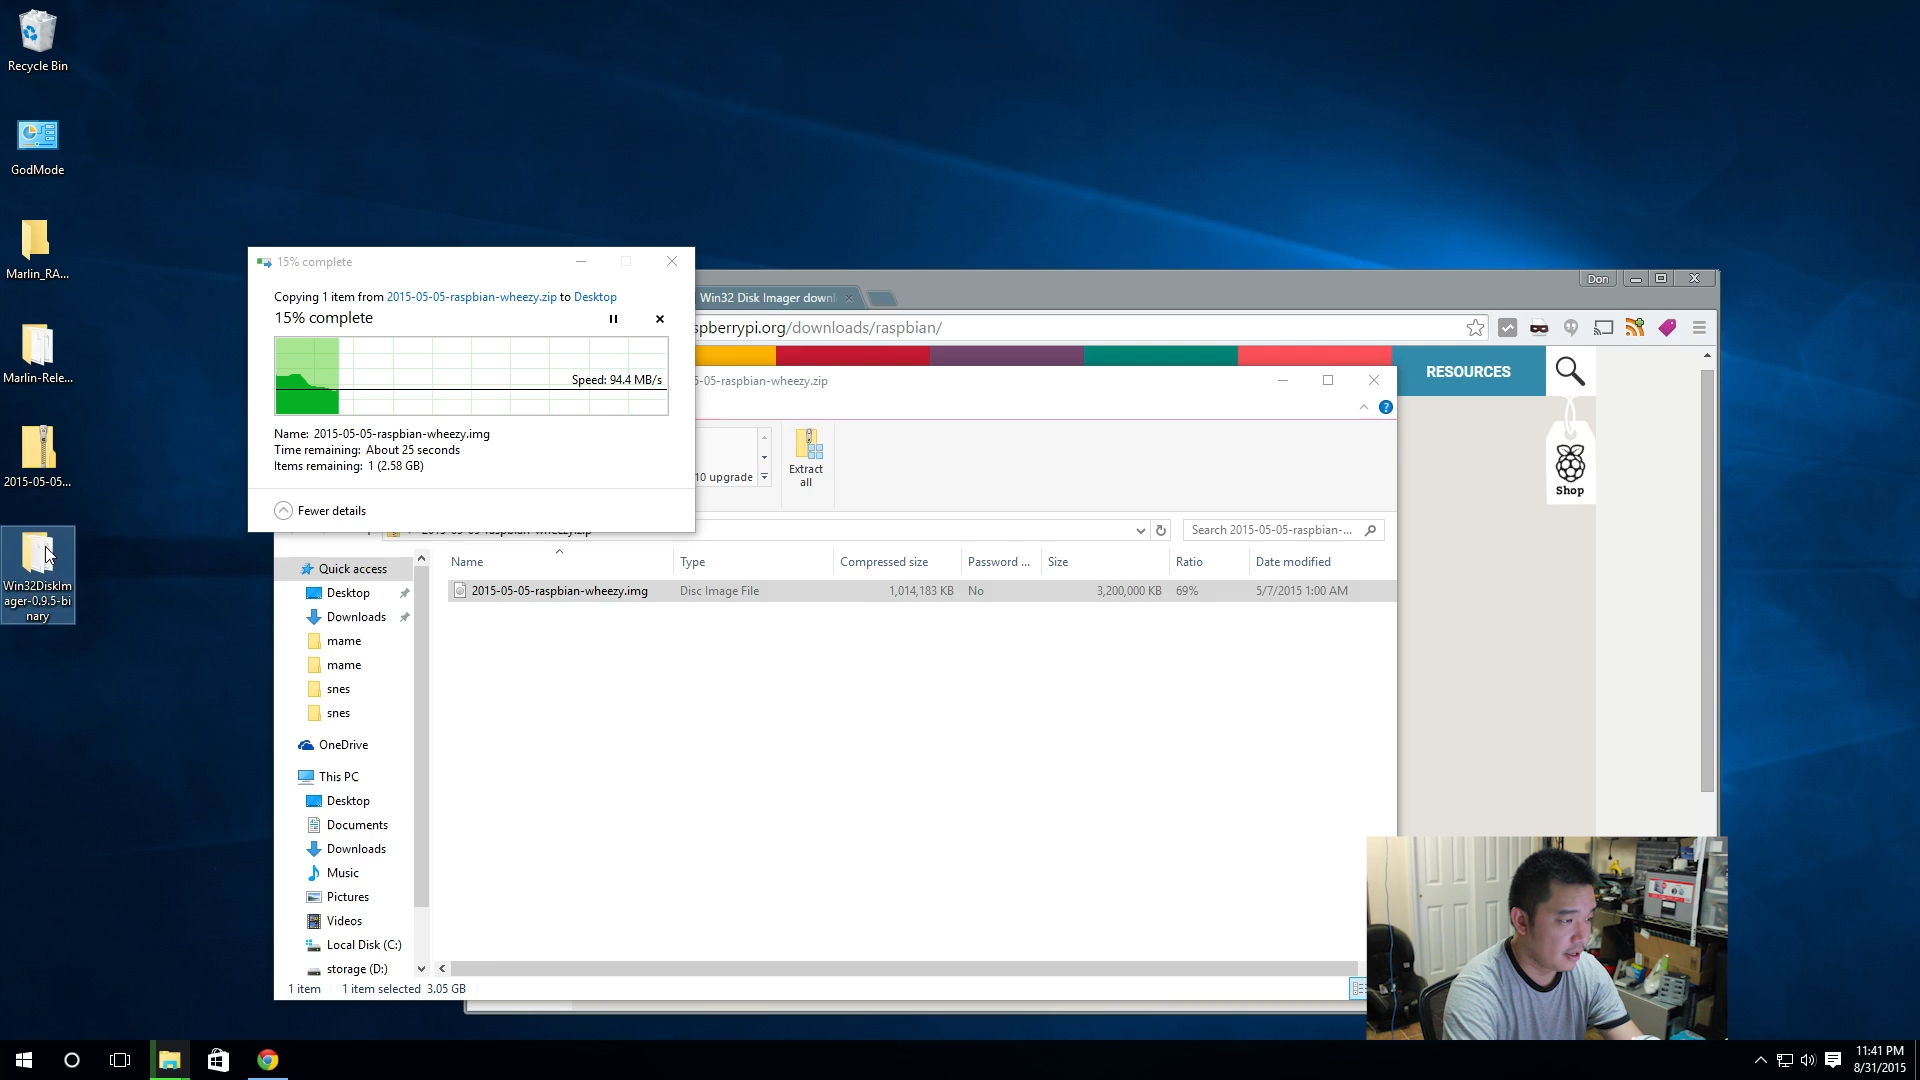 Recycle Bin
GodMode
Marlin_RA...
Marlin-Rele...
2015-05-05...
Win32DiskIm
ager-0.9.5-bi
nary
15% complete
Copying 1 item from 2015-05-05-raspbian-wheezy.zip to Desktop
15% complete
Speed: 94.4 MB/s
Name: 2015-05-05-raspbian-wheezy.img
Time remaining: About 25 seconds
Items remaining: 1 (2.58 GB)
Fewer details
Don
Win32 Disk Imager downl
spberrypi.org/downloads/raspbian/
RESOURCES
Shop
5-05-raspbian-wheezy.zip
10 upgrade
Extract
all
2015-05-05-raspbian-wheezy.zip
Search 2015-05-05-raspbian-...
Name Type Compressed size Password ... Size Ratio Date modified
2015-05-05-raspbian-wheezy.img Disc Image File 1,014,183 KB No 3,200,000 KB 69% 5/7/2015 1:00 AM
Quick access
Desktop
Downloads
mame
mame
snes
snes
OneDrive
This PC
Desktop
Documents
Downloads
Music
Pictures
Videos
Local Disk (C:)
storage (D:)
1 item 1 item selected 3.05 GB
11:41 PM
8/31/2015